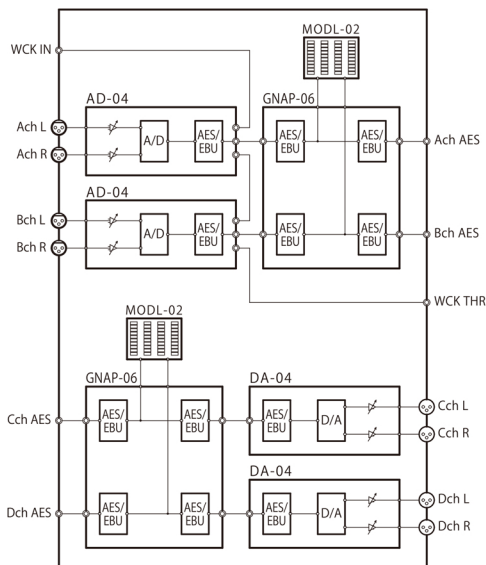 MODL-02
WCK IN
AD-04
GNAP-06
Ach L
Ach R
A/D
AES/
EBU
AES/
EBU
AES/
EBU
Ach AES
AD-04
Bch L
Bch R
A/D
AES/
EBU
AES/
EBU
AES/
EBU
Bch AES
WCK THR
MODL-02
GNAP-06
DA-04
Cch AES
AES/
EBU
AES/
EBU
AES/
EBU
D/A
Cch L
Cch R
DA-04
Dch AES
AES/
EBU
AES/
EBU
AES/
EBU
D/A
Dch L
Dch R